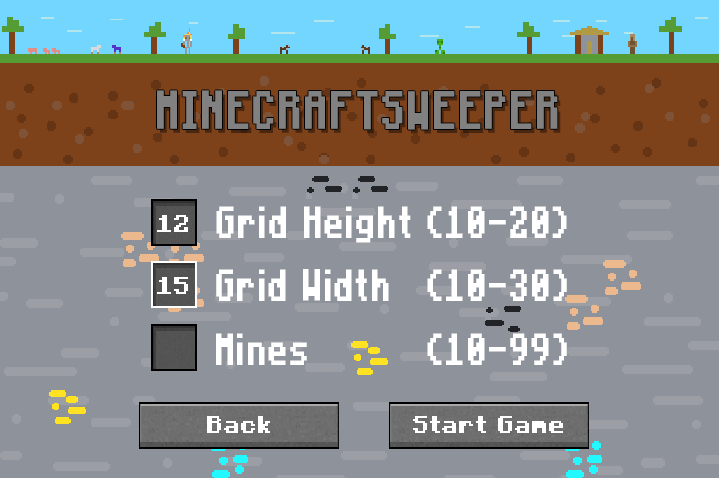 MINECRAFTSWEEPER
12 Grid Height (10-20)
15 Grid Width (10-30)
Mines (10-99)
Back Start Game